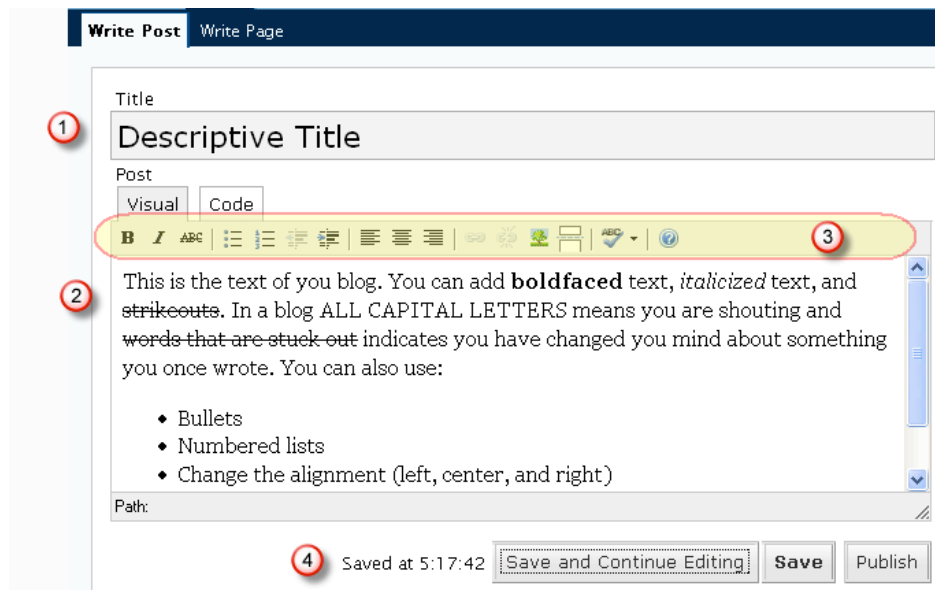 Write Post Write Page
Title
1
Descriptive Title
Post
Visual Code
B I ABC ABC 3
2
This is the text of you blog. You can add boldfaced text, italicized text, and
strikeouts. In a blog ALL CAPITAL LETTERS means you are shouting and
words that are stuck out indicates you have changed you mind about something
you once wrote. You can also use:
• Bullets
• Numbered lists
• Change the alignment (left, center, and right)
Path:
4 Saved at 5:17:42 Save and Continue Editing Save Publish